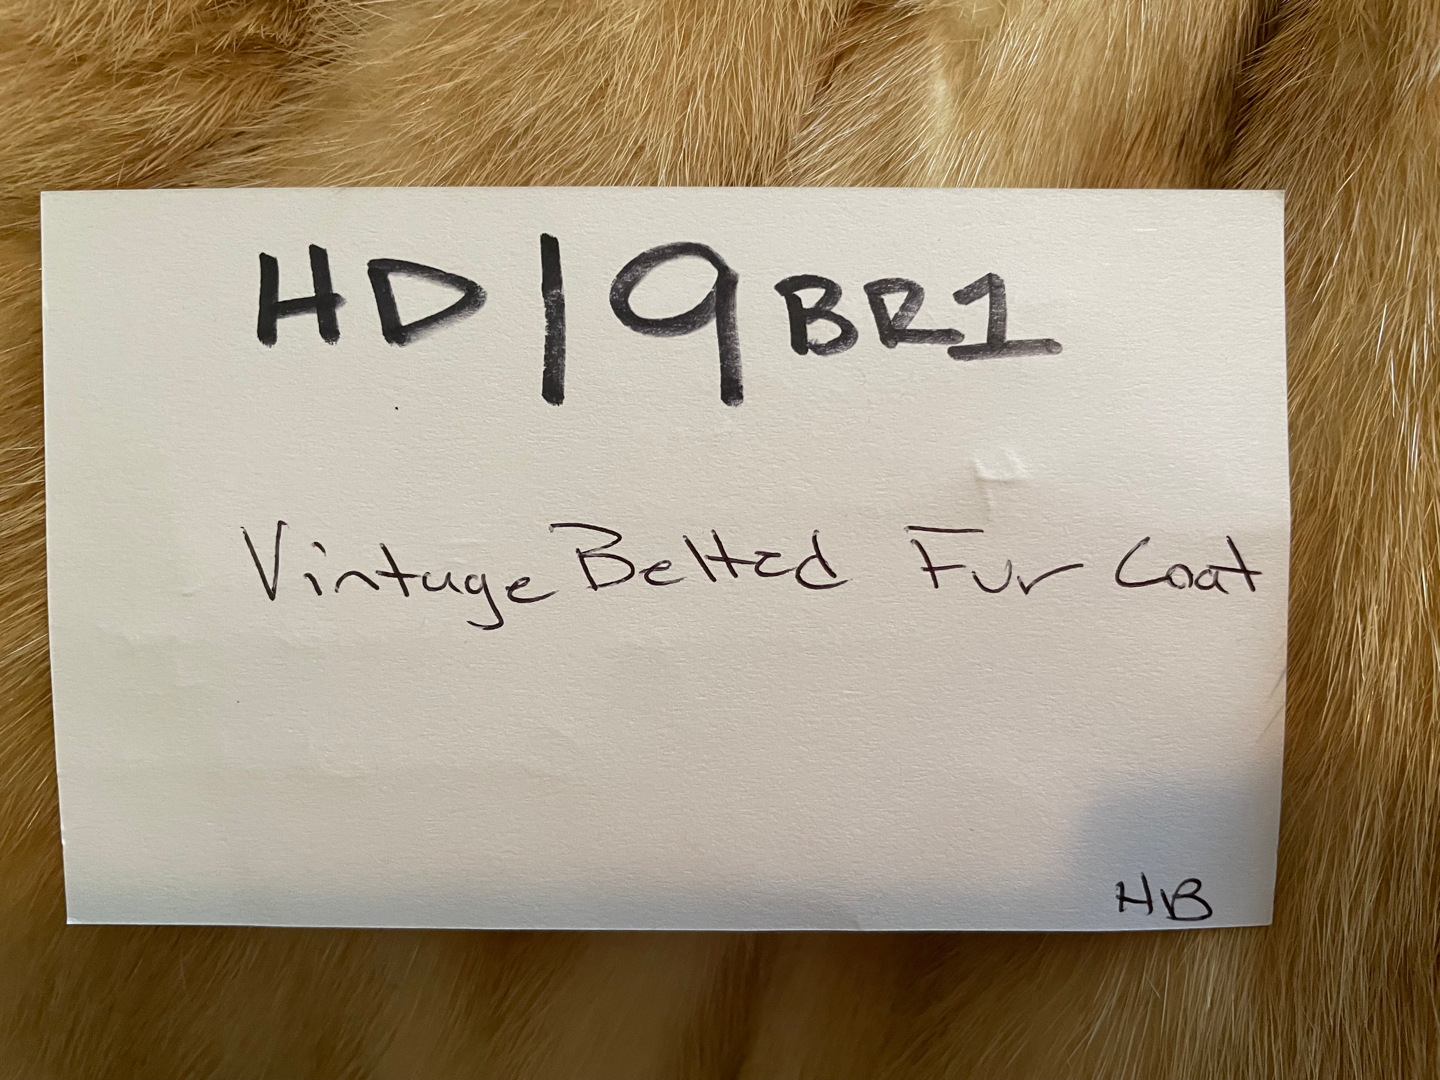 HD19BR1
Vintage Belted Fur Coat
HB